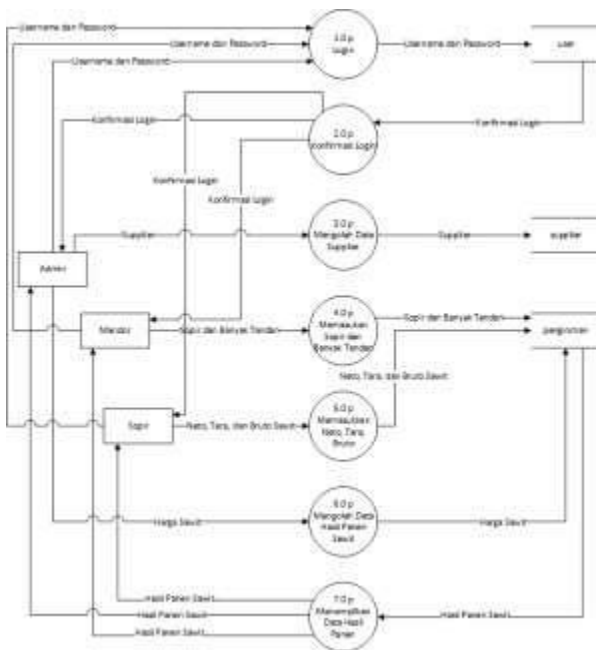 Username dan Password
1.0 p
Login
Username dan Password
user
Username dan Password
Username dan Password
Konfirmasi Login
2.0 p
Konfirmasi Login
Konfirmasi Login
Konfirmasi Login
Konfirmasi Login
Supplier
3.0 p
Mengolah Data
Supplier
Supplier
supplier
Admin
Mandor
Sopir dan Banyak Tandan
4.0 p
Memasukan
Sopir dan
Banyak Tandan
Sopir dan Banyak Tandan
pengiriman
Neto, Tara, dan Bruto Sawit
Sopir
Neto, Tara, dan Bruto Sawit
5.0 p
Memasukan
Neto, Tara,
Bruto
Harga Sawit
6.0 p
Mengolah Data
Hasil Panen
Sawit
Harga Sawit
Hasil Panen Sawit
Hasil Panen Sawit
Hasil Panen Sawit
7.0 p
Menampilkan
Data Hasil
Panen
Hasil Panen Sawit